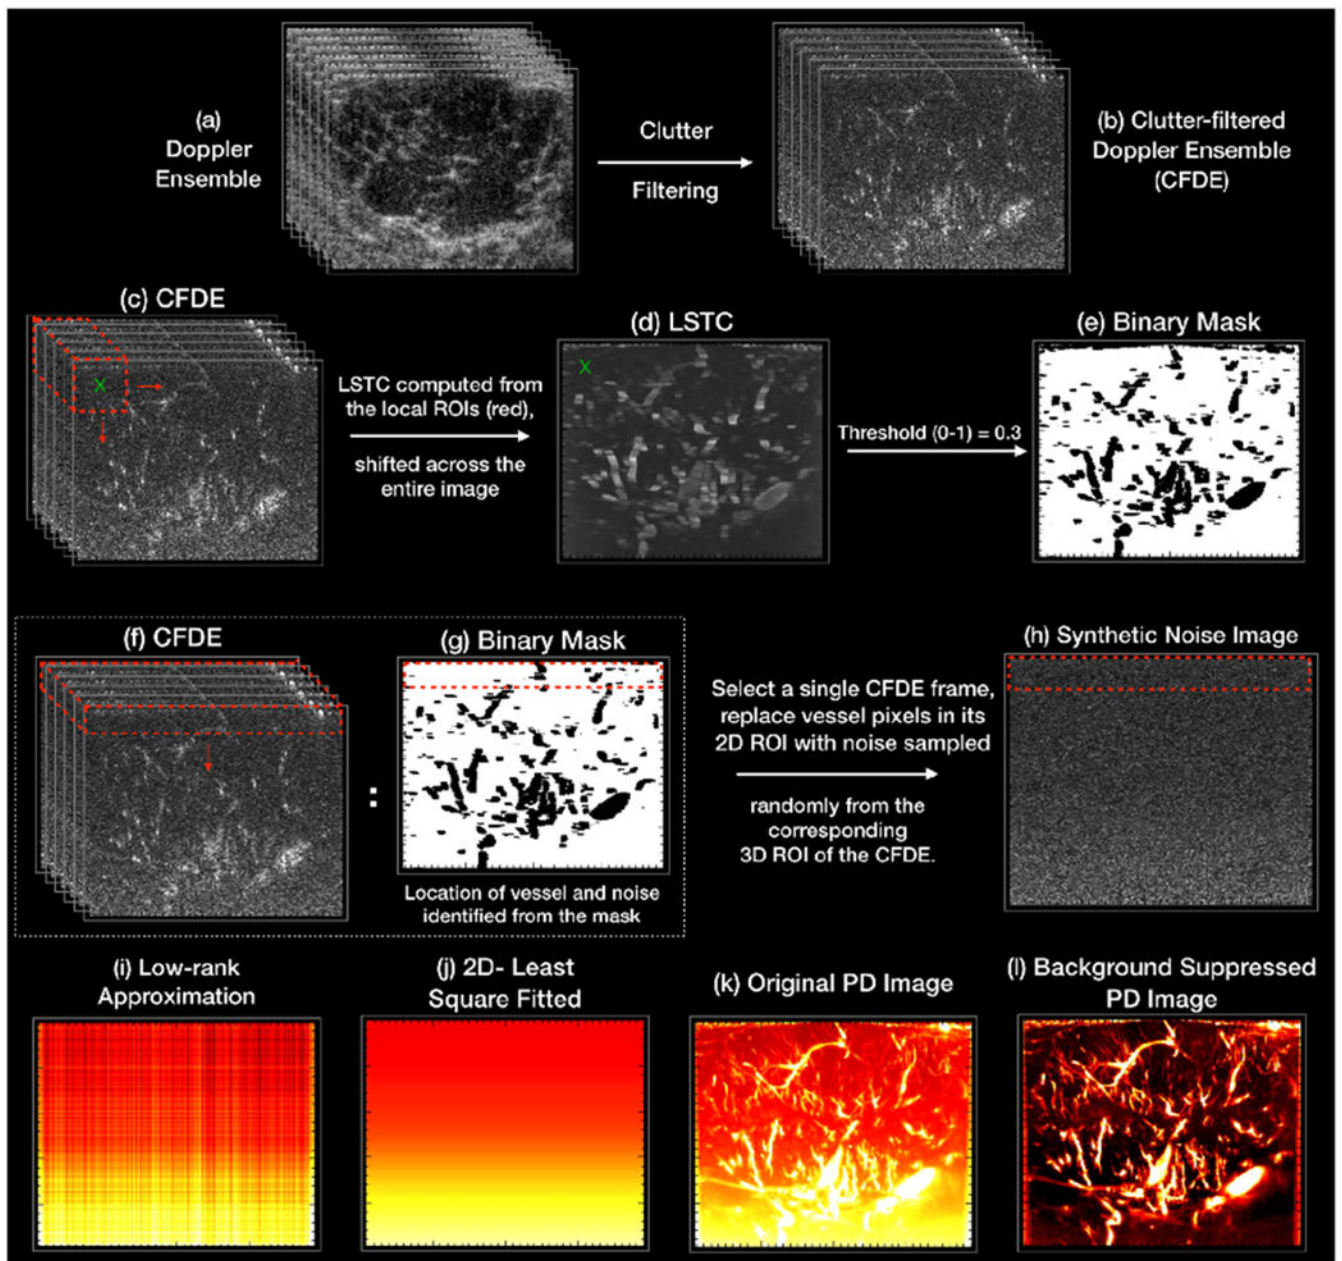 (a)
Doppler
Ensemble
Clutter
Filtering
(b) Clutter-filtered
Doppler Ensemble
(CFDE)
(c) CFDE
X
LSTC computed from
the local ROIs (red),
shifted across the
entire image
(d) LSTC
X
Threshold (0-1) = 0.3
(e) Binary Mask
(f) CFDE
:
(g) Binary Mask
Location of vessel and noise
identified from the mask
Select a single CFDE frame,
replace vessel pixels in its
2D ROI with noise sampled
randomly from the
corresponding
3D ROI of the CFDE.
(h) Synthetic Noise Image
(i) Low-rank
Approximation
(j) 2D- Least
Square Fitted
(k) Original PD Image
(l) Background Suppressed
PD Image